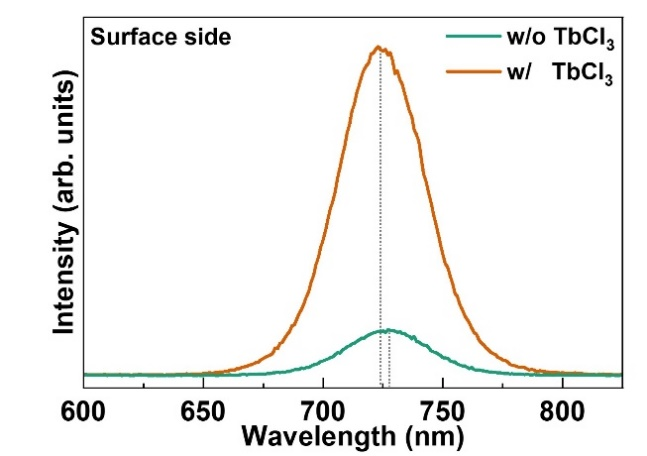 Surface side
w/o TbCl₃
w/ TbCl₃
Intensity (arb. units)
600 650 700 750 800
Wavelength (nm)